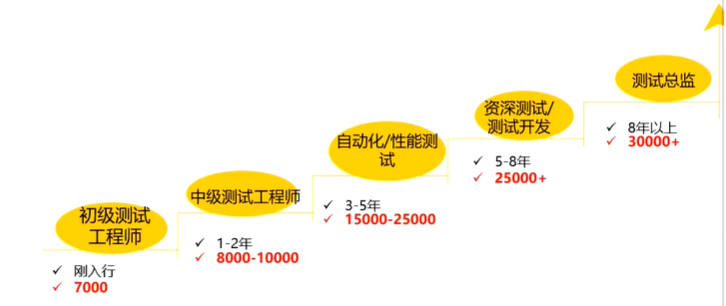 初级测试
工程师
刚入行
7000
中级测试工程师
1-2年
8000-10000
自动化/性能测
试
3-5年
15000-25000
资深测试/
测试开发
5-8年
25000+
测试总监
8年以上
30000+